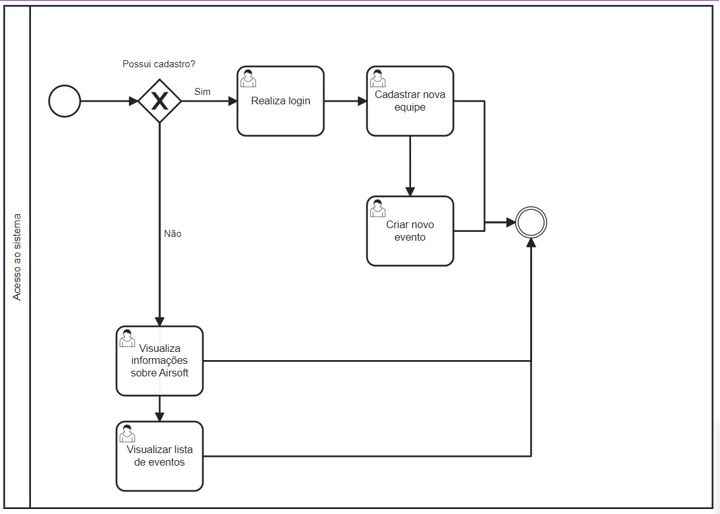 Possui cadastro?
Sim
Realiza login
Cadastrar nova
equipe
Criar novo
evento
Não
Acesso ao sistema
Visualiza
informações
sobre Airsoft
Visualizar lista
de eventos